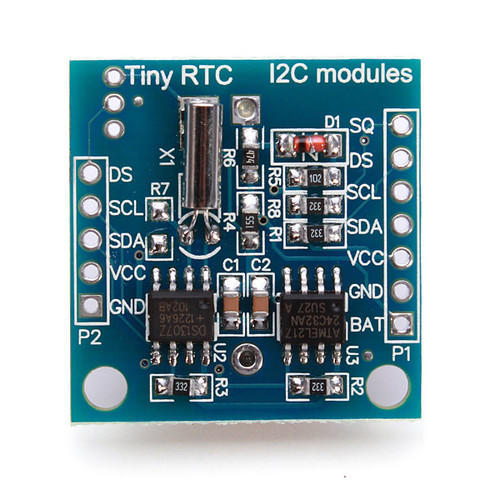 Tiny RTC
I2C modules
D1
SQ
X1
R6
474
DS
DS
R5
102
SCL
R7
SCL
R4
551
R8
332
SDA
SDA
R1
332
VCC
VCC
C1
C2
GND
GND
DS1307Z
+1226A6
102AB
ATMEL217
24C32AN
SU27 A
BAT
P2
U2
U3
P1
332
R3
332
R2